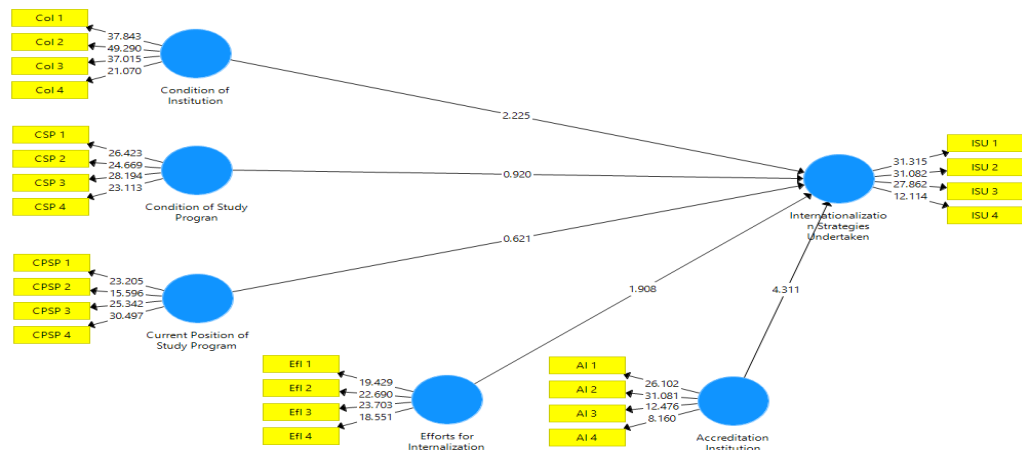 CoI 1
CoI 2
CoI 3
CoI 4
37.843
49.290
37.015
21.070
Condition of
Institution
2.225
CSP 1
CSP 2
CSP 3
CSP 4
26.423
24.669
28.194
23.113
Condition of Study
Progran
0.920
CPSP 1
CPSP 2
CPSP 3
CPSP 4
23.205
15.596
25.342
30.497
Current Position of
Study Program
0.621
EfI 1
EfI 2
EfI 3
EfI 4
19.429
22.690
23.703
18.551
Efforts for
Internalization
1.908
AI 1
AI 2
AI 3
AI 4
26.102
31.081
12.476
8.160
Accreditation
Institution
4.311
Internationalizatio
n Strategies
Undertaken
31.315
31.082
27.862
12.114
ISU 1
ISU 2
ISU 3
ISU 4